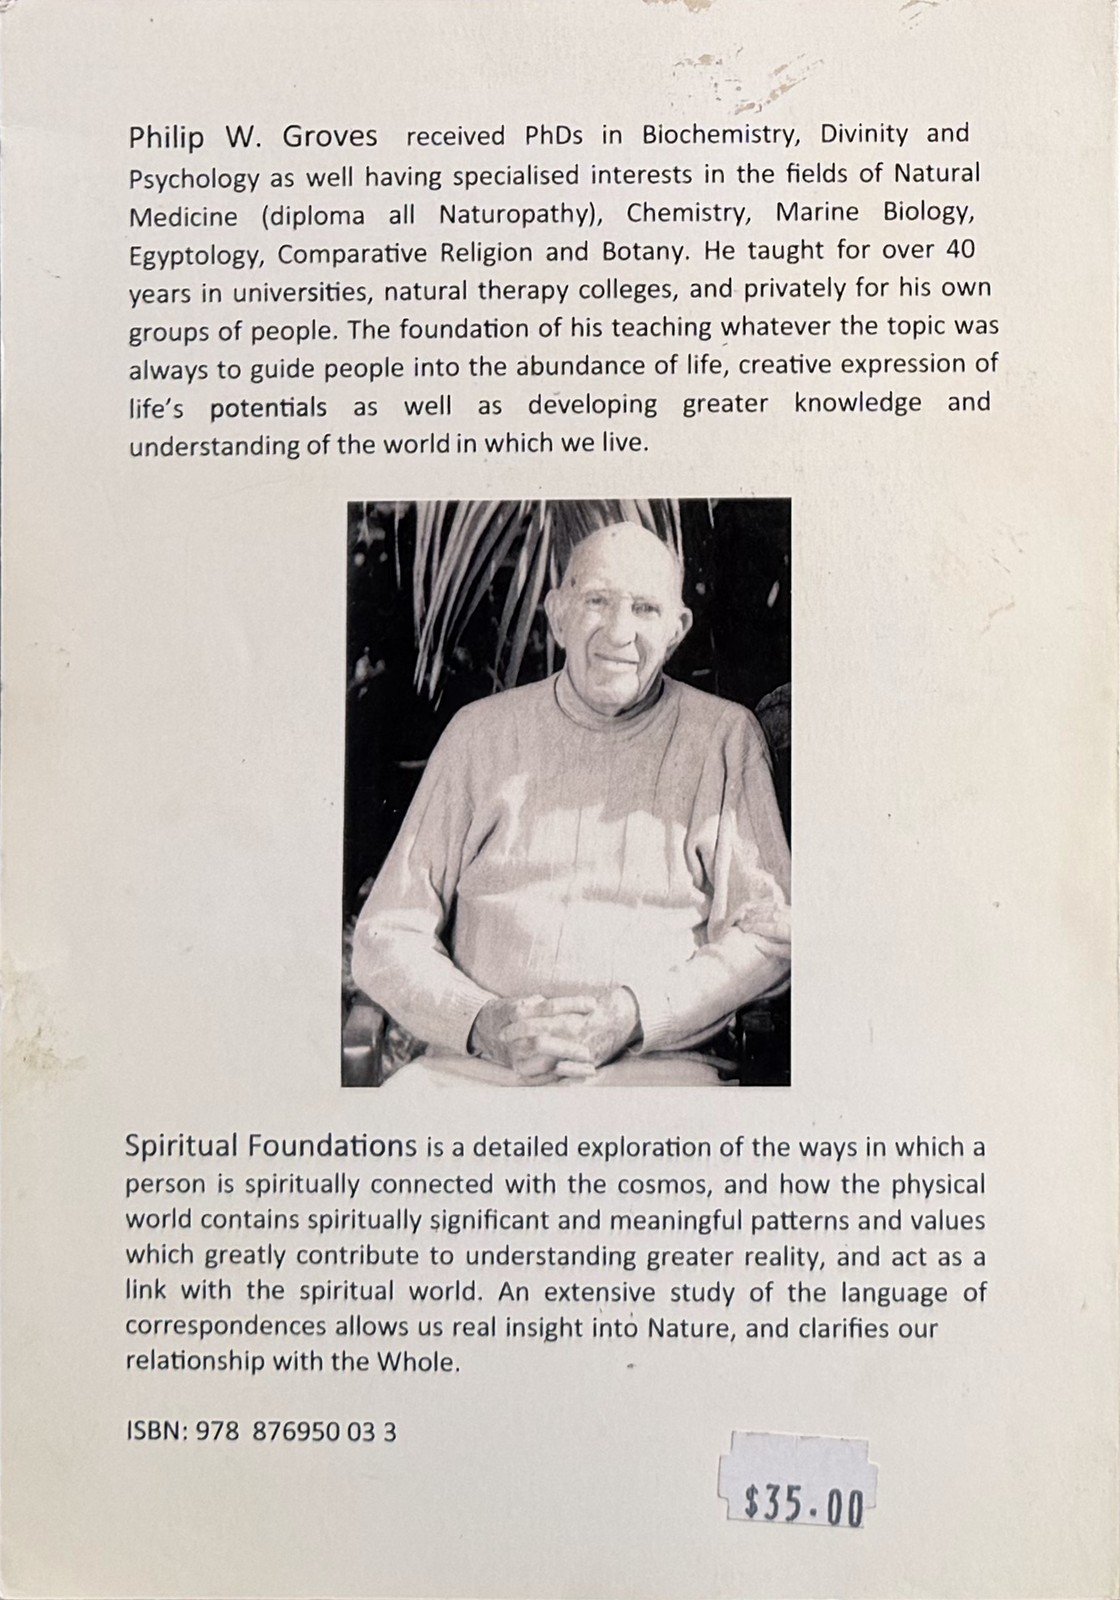 Philip W. Groves received PhDs in Biochemistry, Divinity and
Psychology as well having specialised interests in the fields of Natural
Medicine (diploma all Naturopathy), Chemistry, Marine Biology,
Egyptology, Comparative Religion and Botany. He taught for over 40
years in universities, natural therapy colleges, and privately for his own
groups of people. The foundation of his teaching whatever the topic was
always to guide people into the abundance of life, creative expression of
life's potentials as well as developing greater knowledge and
understanding of the world in which we live.
Spiritual Foundations is a detailed exploration of the ways in which a
person is spiritually connected with the cosmos, and how the physical
world contains spiritually significant and meaningful patterns and values
which greatly contribute to understanding greater reality, and act as a
link with the spiritual world. An extensive study of the language of
correspondences allows us real insight into Nature, and clarifies our
relationship with the Whole.
ISBN: 978 876950 03 3
$35.00